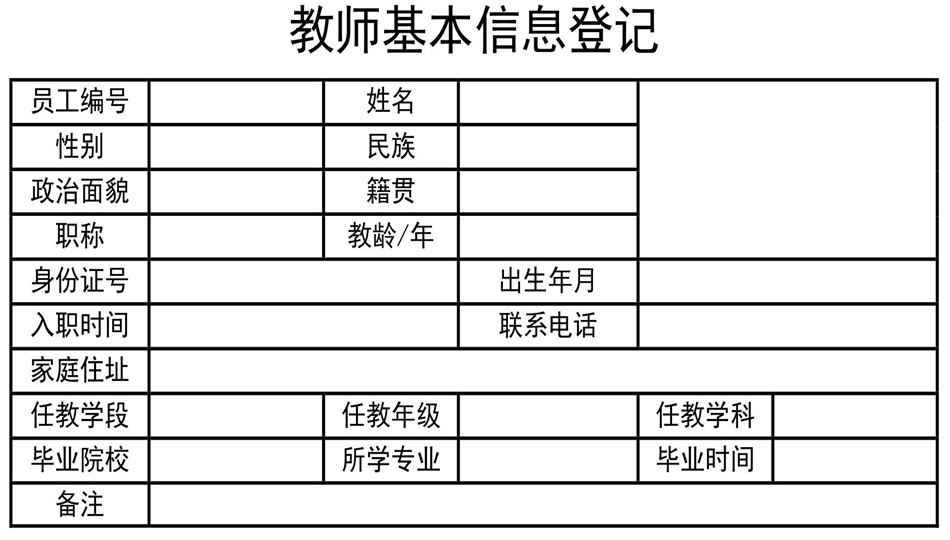 教师基本信息登记
员工编号 姓名
性别 民族
政治面貌 籍贯
职称 教龄/年
身份证号 出生年月
入职时间 联系电话
家庭住址
任教学段 任教年级 任教学科
毕业院校 所学专业 毕业时间
备注